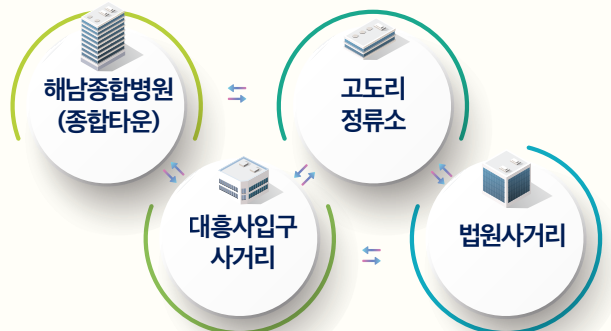 해남종합병원
(종합타운)
고도리
정류소
대흥사입구
사거리
법원사거리